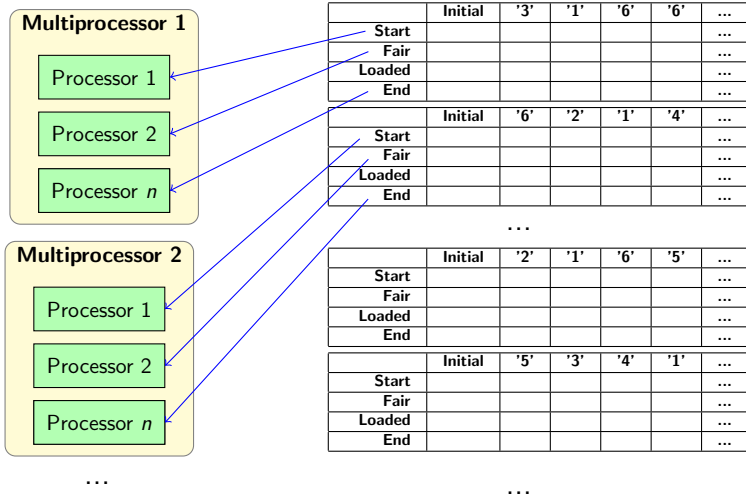 Multiprocessor 1
Processor 1
Processor 2
Processor n
Multiprocessor 2
Processor 1
Processor 2
Processor n
...
Initial '3' '1' '6' '6' ...
Start ...
Fair ...
Loaded ...
End ...
Initial '6' '2' '1' '4' ...
Start ...
Fair ...
Loaded ...
End ...
...
Initial '2' '1' '6' '5' ...
Start ...
Fair ...
Loaded ...
End ...
Initial '5' '3' '4' '1' ...
Start ...
Fair ...
Loaded ...
End ...
...